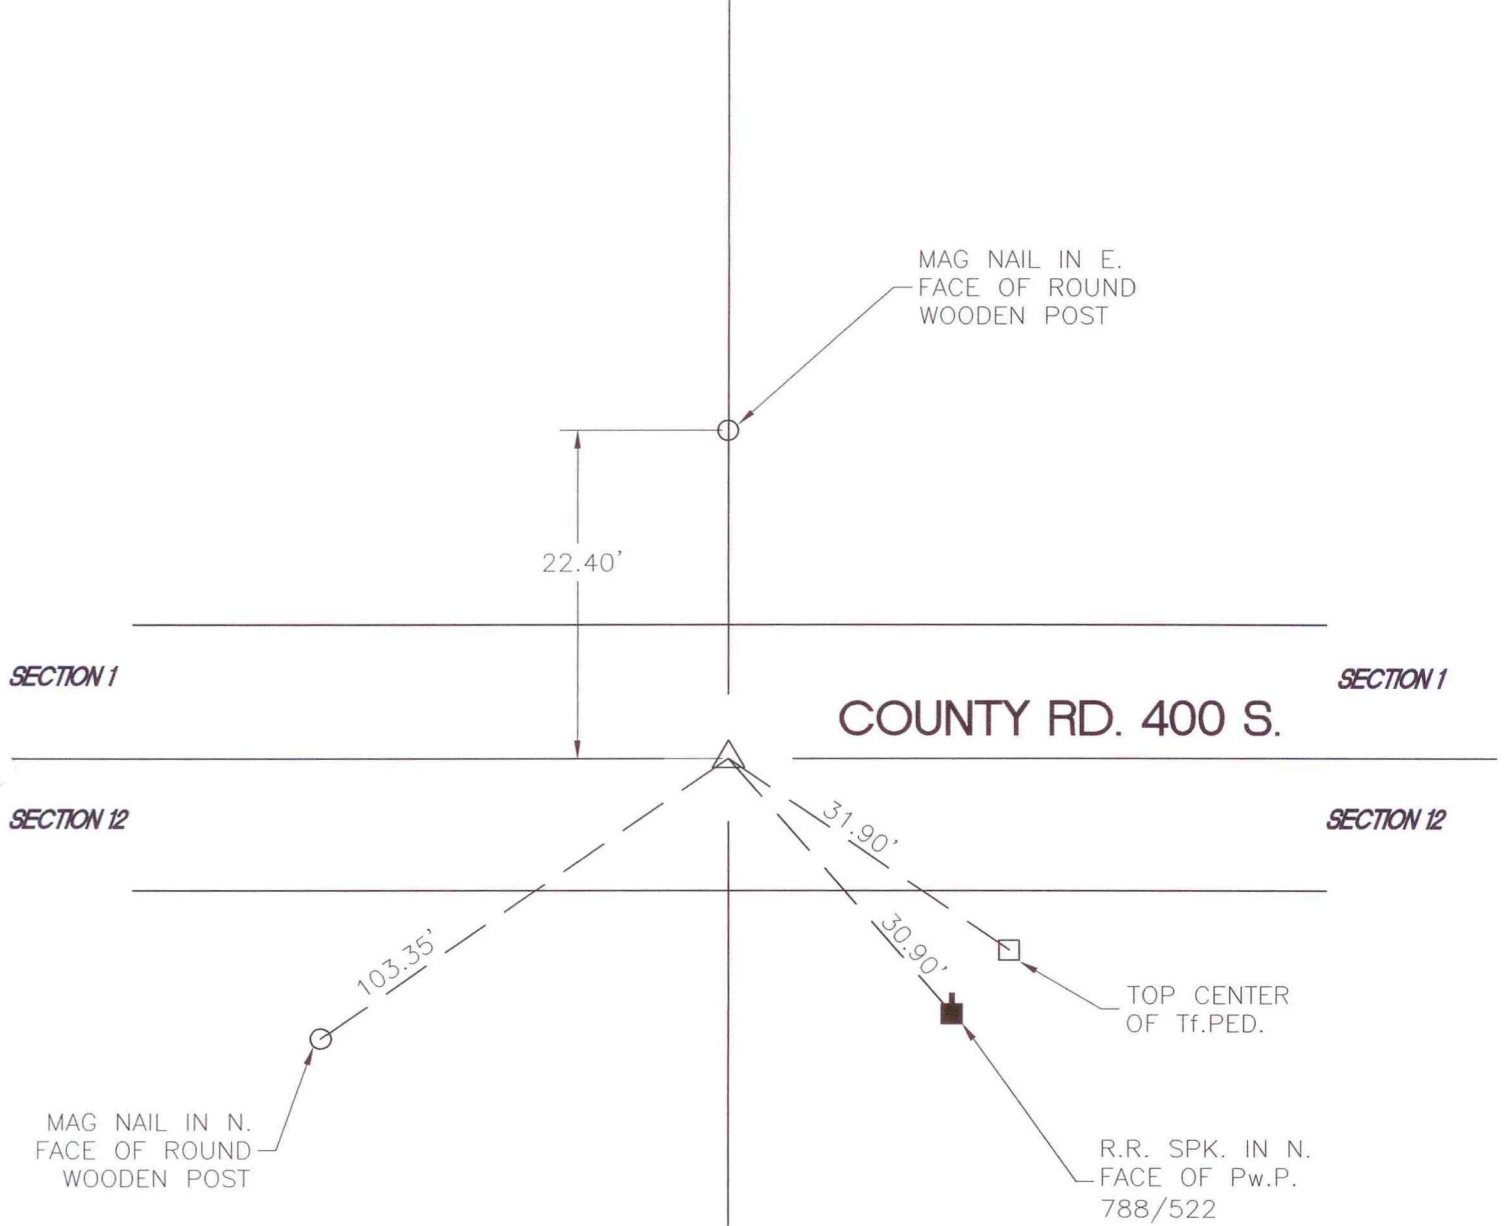 MAG NAIL IN E.
FACE OF ROUND
WOODEN POST
22.40'
SECTION 1
SECTION 1
COUNTY RD. 400 S.
SECTION 12
SECTION 12
31.90'
30.90'
103.35'
TOP CENTER
OF Tf.PED.
MAG NAIL IN N.
FACE OF ROUND
WOODEN POST
R.R. SPK. IN N.
FACE OF Pw.P.
788/522